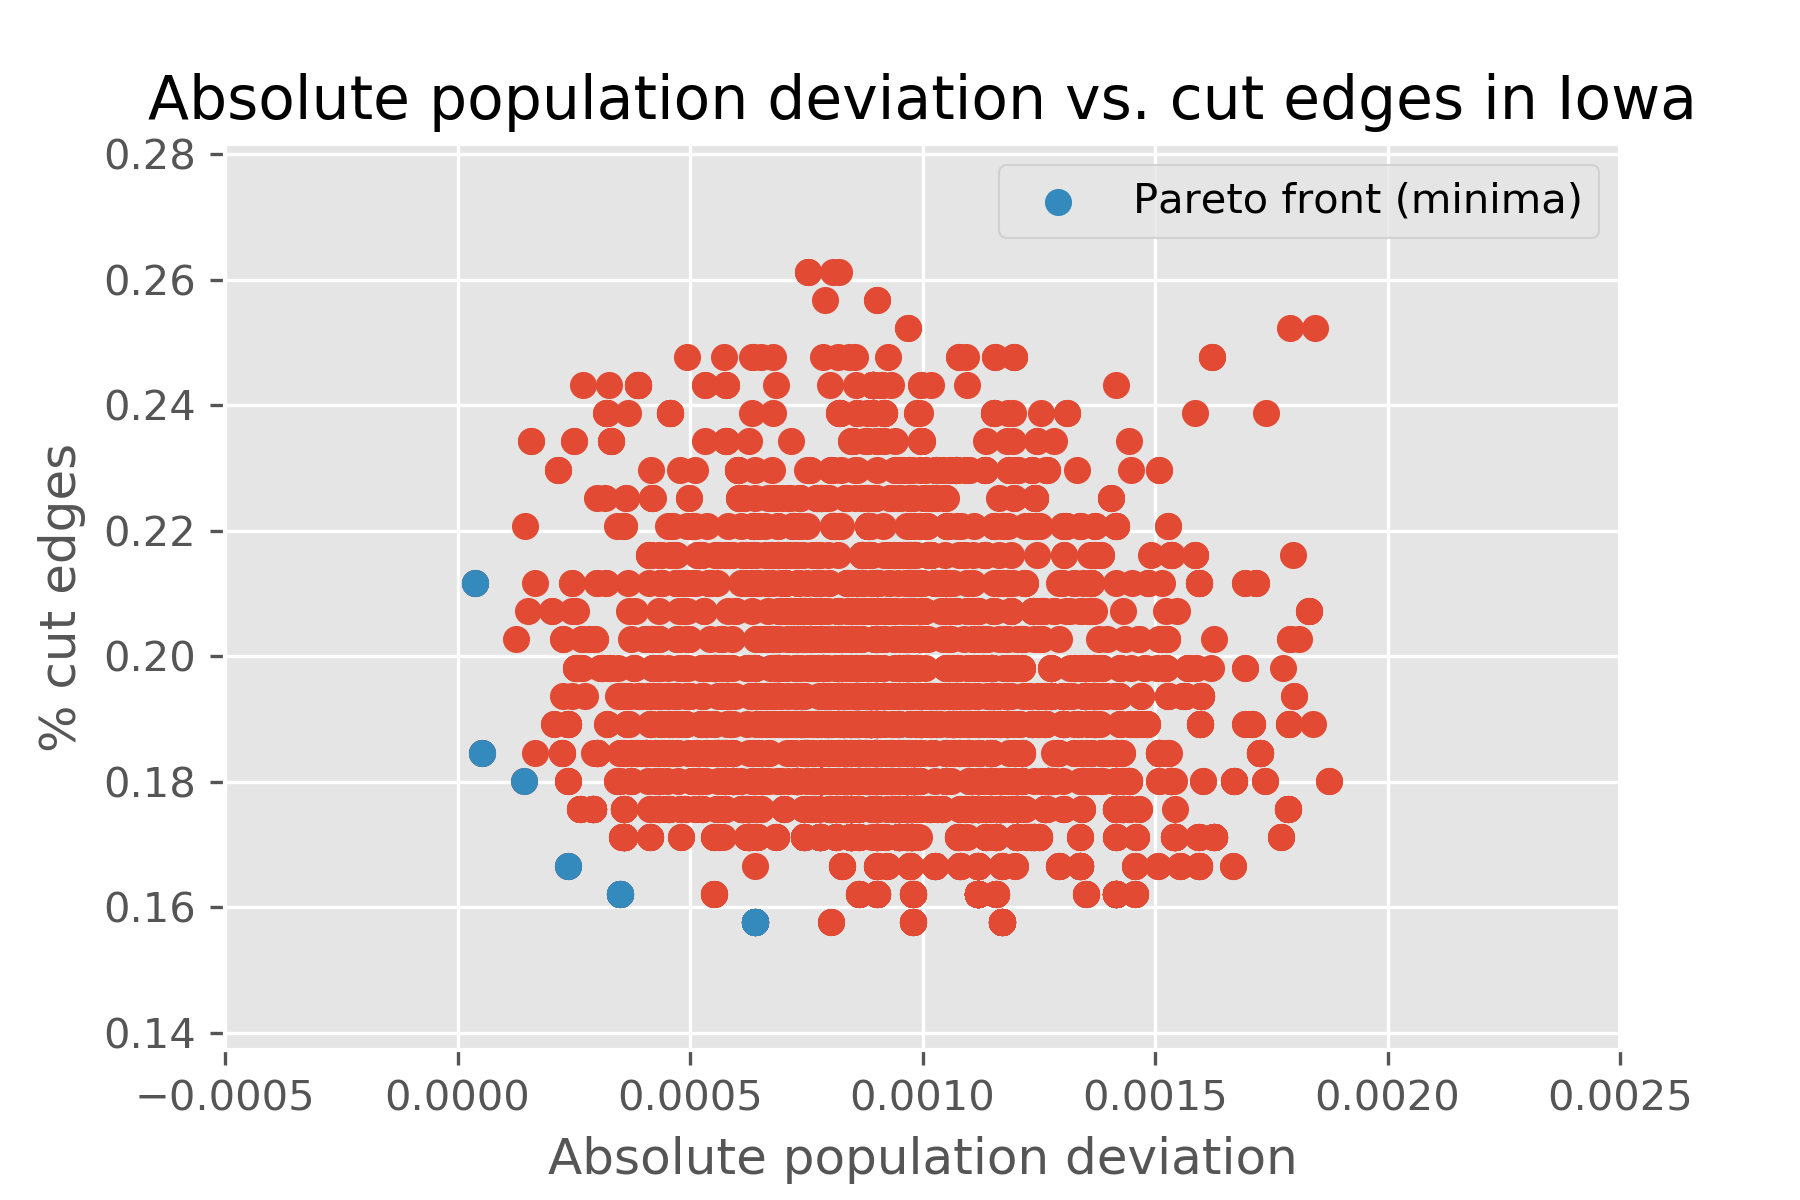 Absolute population deviation vs. cut edges in Iowa
Pareto front (minima)
% cut edges
0.28
0.26
0.24
0.22
0.20
0.18
0.16
0.14
−0.0005 0.0000 0.0005 0.0010 0.0015 0.0020 0.0025
Absolute population deviation